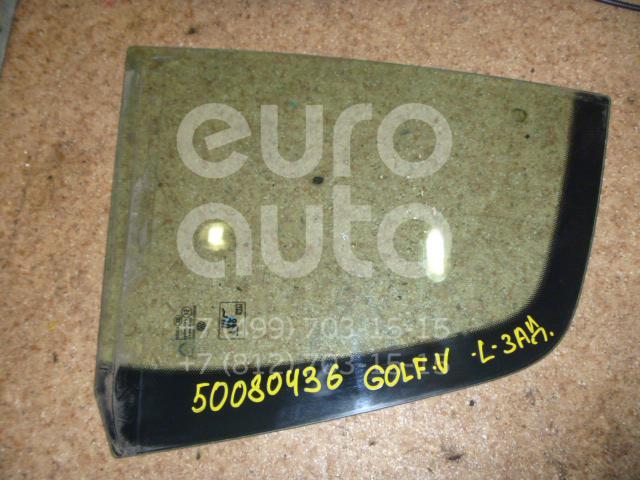 euro
auto
+7 (499) 703-15-15
+7 (812) 703-15-15
50080436 GOLF.V -L-ЗАД.